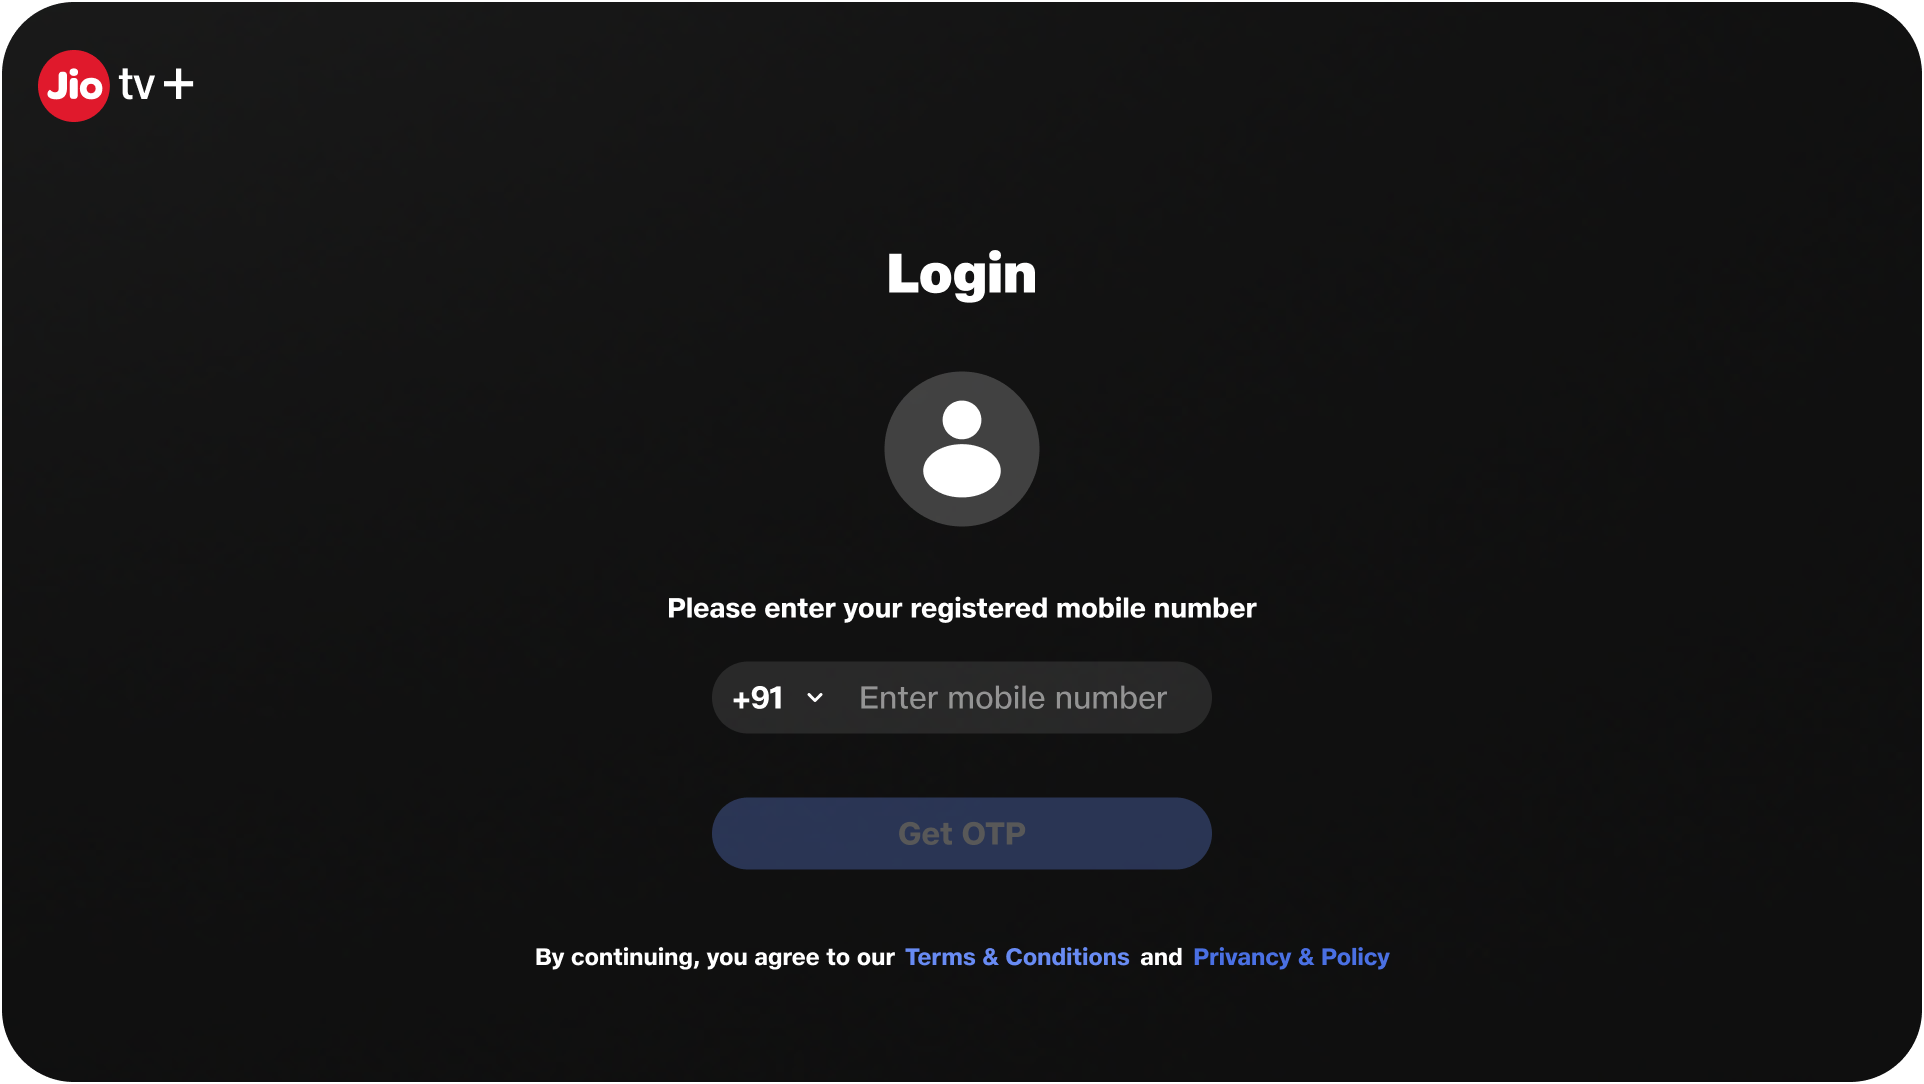 Jio tv+
Login
Please enter your registered mobile number
+91 Enter mobile number
Get OTP
By continuing, you agree to our Terms & Conditions and Privancy & Policy